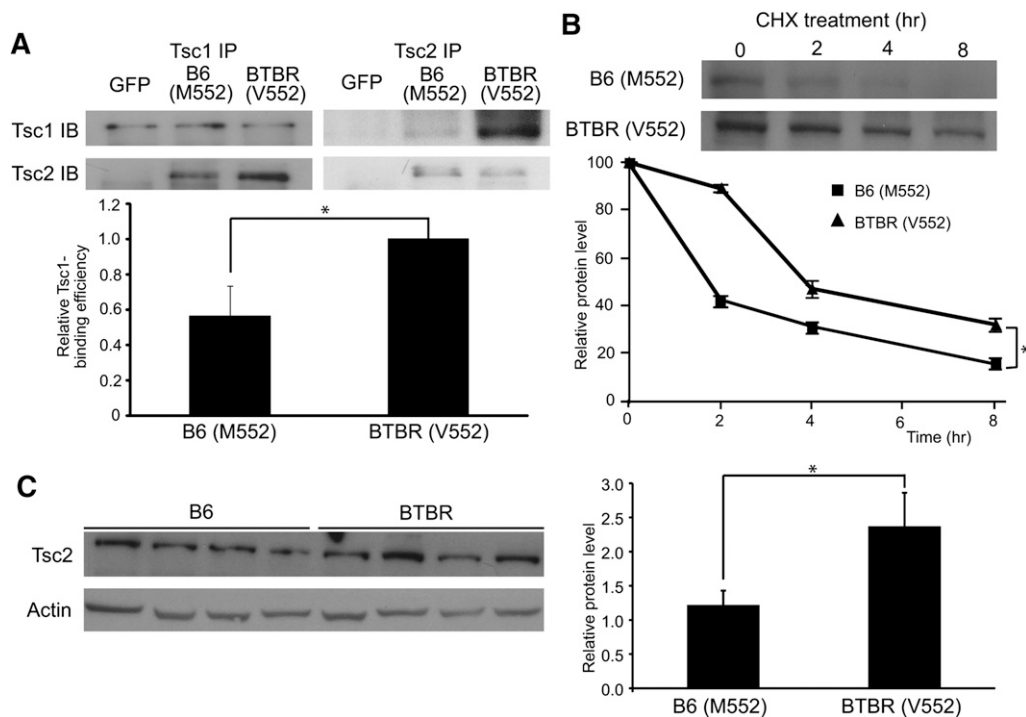 A
Tsc1 IP
Tsc2 IP
GFP
B6
(M552)
BTBR
(V552)
GFP
B6
(M552)
BTBR
(V552)
Tsc1 IB
Tsc2 IB
*
Relative Tsc1-
binding efficiency
1.2
1.0
0.8
0.6
0.4
0.2
0
B6 (M552)
BTBR (V552)
B
CHX treatment (hr)
0 2 4 8
B6 (M552)
BTBR (V552)
Relative protein level
100
80
60
40
20
0
B6 (M552)
BTBR (V552)
*
0 2 4 6 8
Time (hr)
C
B6
BTBR
Tsc2
Actin
*
Relative protein level
3.0
2.5
2.0
1.5
1.0
0.5
0.0
B6 (M552)
BTBR (V552)